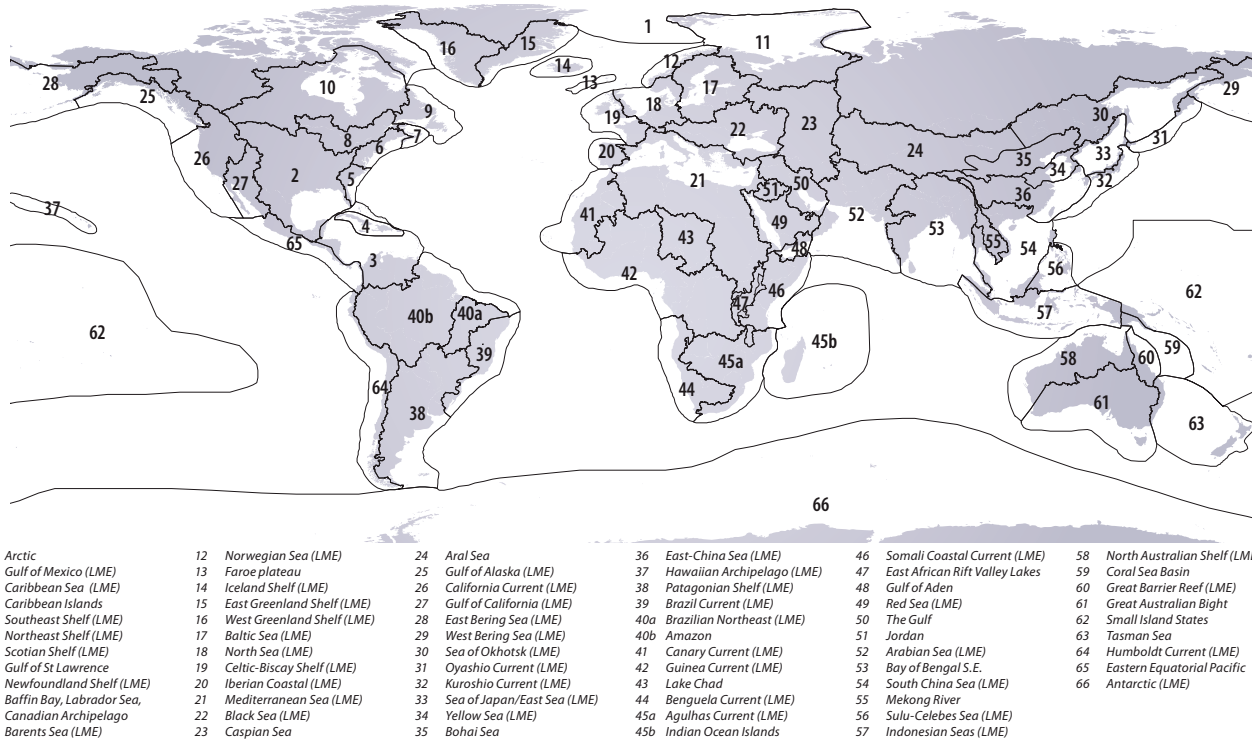 1
15
16
11
14
12
13
28
25
10
17
29
9
18
19
30
7
8
6
22
23
31
20
26
24
33
35
34
32
2
27
5
21
50
51
36
37
41
52
4
49
53
65
43
48
54
55
56
3
42
46
62
47
57
40a
40b
62
45b
59
39
45a
58
60
64
44
61
38
63
66
Arctic
Gulf of Mexico (LME)
Caribbean Sea (LME)
Caribbean Islands
Southeast Shelf (LME)
Northeast Shelf (LME)
Scotian Shelf (LME)
Gulf of St Lawrence
Newfoundland Shelf (LME)
Baffin Bay, Labrador Sea,
Canadian Archipelago
Barents Sea (LME)
12 Norwegian Sea (LME)
13 Faroe plateau
14 Iceland Shelf (LME)
15 East Greenland Shelf (LME)
16 West Greenland Shelf (LME)
17 Baltic Sea (LME)
18 North Sea (LME)
19 Celtic-Biscay Shelf (LME)
20 Iberian Coastal (LME)
21 Mediterranean Sea (LME)
22 Black Sea (LME)
23 Caspian Sea
24 Aral Sea
25 Gulf of Alaska (LME)
26 California Current (LME)
27 Gulf of California (LME)
28 East Bering Sea (LME)
29 West Bering Sea (LME)
30 Sea of Okhotsk (LME)
31 Oyashio Current (LME)
32 Kuroshio Current (LME)
33 Sea of Japan/East Sea (LME)
34 Yellow Sea (LME)
35 Bohai Sea
36 East-China Sea (LME)
37 Hawaiian Archipelago (LME)
38 Patagonian Shelf (LME)
39 Brazil Current (LME)
40a Brazilian Northeast (LME)
40b Amazon
41 Canary Current (LME)
42 Guinea Current (LME)
43 Lake Chad
44 Benguela Current (LME)
45a Agulhas Current (LME)
45b Indian Ocean Islands
46 Somali Coastal Current (LME)
47 East African Rift Valley Lakes
48 Gulf of Aden
49 Red Sea (LME)
50 The Gulf
51 Jordan
52 Arabian Sea (LME)
53 Bay of Bengal S.E.
54 South China Sea (LME)
55 Mekong River
56 Sulu-Celebes Sea (LME)
57 Indonesian Seas (LME)
58 North Australian Shelf (LME
59 Coral Sea Basin
60 Great Barrier Reef (LME)
61 Great Australian Bight
62 Small Island States
63 Tasman Sea
64 Humboldt Current (LME)
65 Eastern Equatorial Pacific
66 Antarctic (LME)